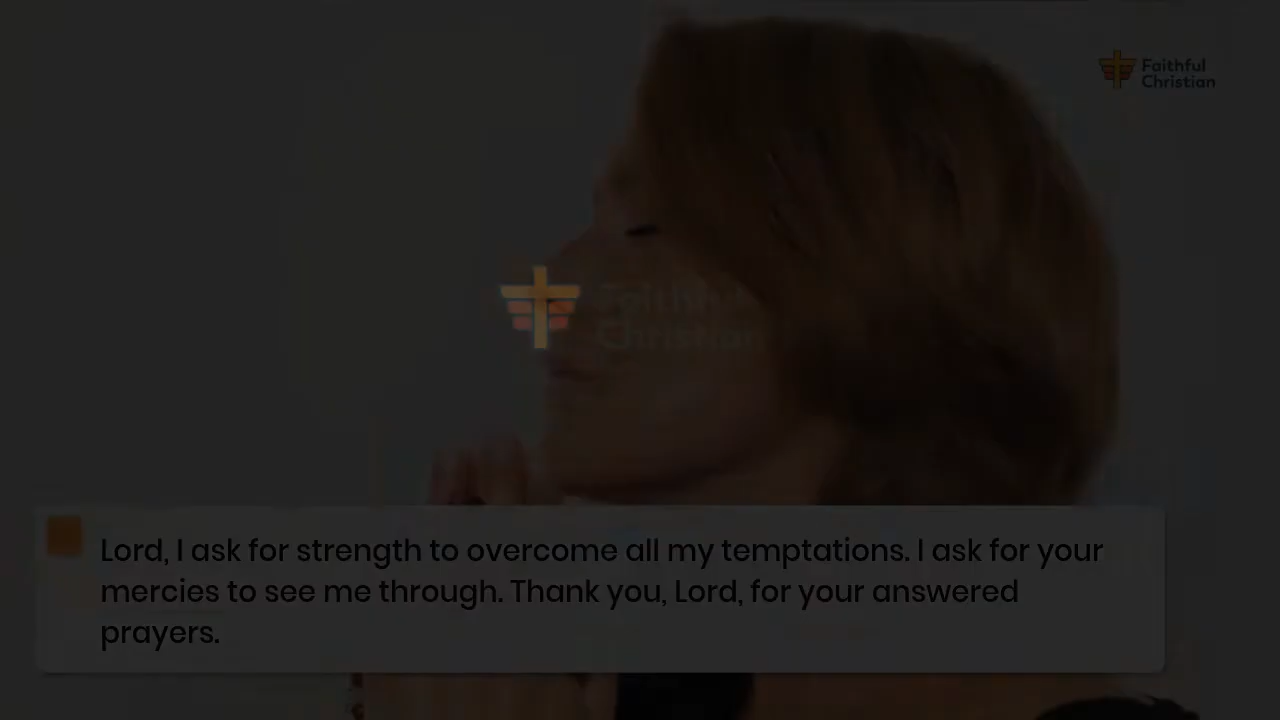 Faithful
Christian
Christian
Lord, I ask for strength to overcome all my temptations. I ask for your
mercies to see me through. Thank you, Lord, for your answered
prayers.